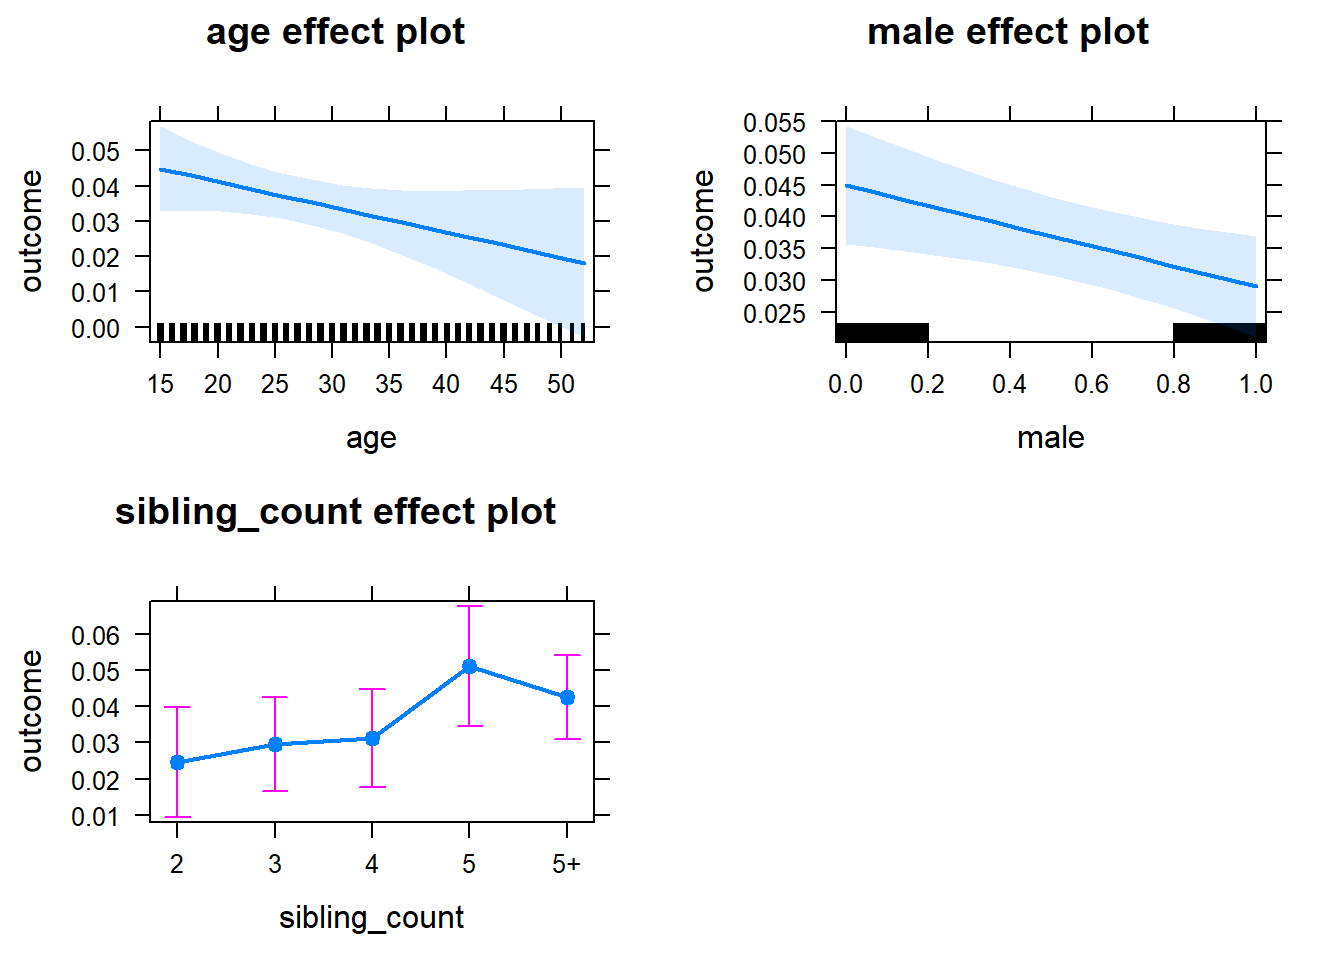 age effect plot
outcome
0.05
0.04
0.03
0.02
0.01
0.00
15 20 25 30 35 40 45 50
age
male effect plot
outcome
0.055
0.050
0.045
0.040
0.035
0.030
0.025
0.0 0.2 0.4 0.6 0.8 1.0
male
sibling_count effect plot
outcome
0.06
0.05
0.04
0.03
0.02
0.01
2 3 4 5 5+
sibling_count